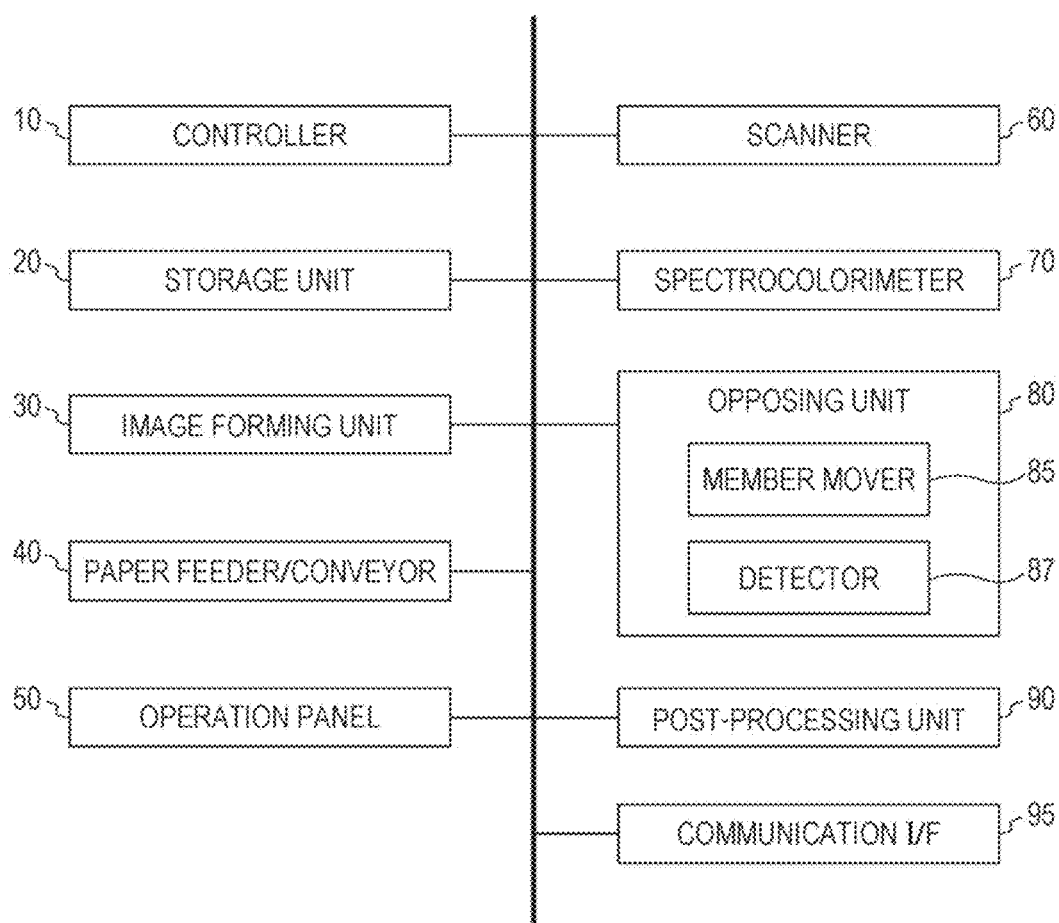 10 CONTROLLER
SCANNER 60
20 STORAGE UNIT
SPECTROCOLORIMETER 70
30 IMAGE FORMING UNIT
OPPOSING UNIT 80
MEMBER MOVER 85
40 PAPER FEEDER/CONVEYOR
DETECTOR 87
50 OPERATION PANEL
POST-PROCESSING UNIT 90
COMMUNICATION I/F 95